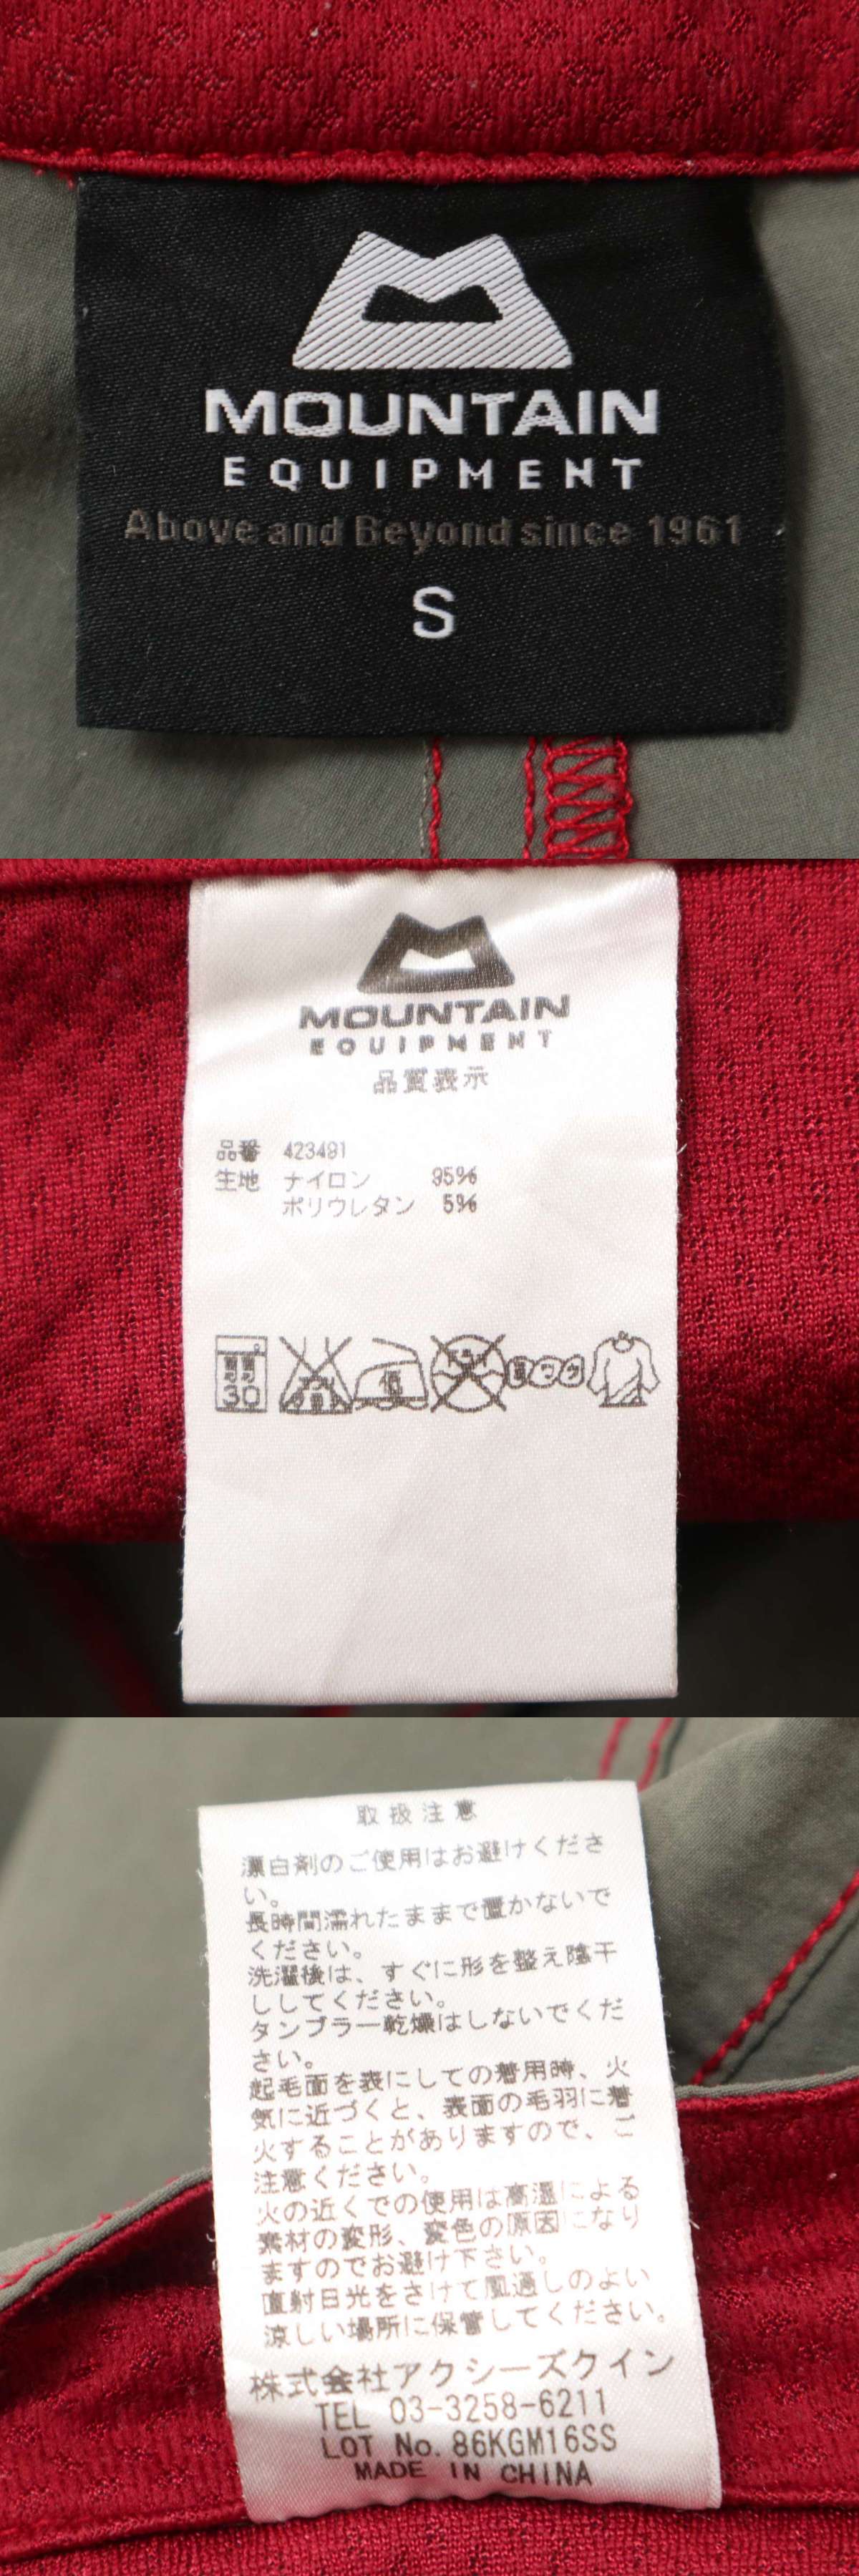 MOUNTAIN
EQUIPMENT
Above and Beyond since 1961
S
MOUNTAIN
EQUIPMENT
品質表示
品番 423491
生地 ナイロン 95%
ポリウレタン 5%
弱
30
低
取扱注意
漂白剤のご使用はお避けくださ
い。
長時間濡れたままで置かないで
ください。
洗濯後は、すぐに形を整え陰干
ししてください。
タンブラー乾燥はしないでくだ
さい。
起毛面を表にしての着用時、火
気に近づくと、表面の毛羽に着
火することがありますので、ご
注意ください。
火の近くでの使用は高温による
素材の変形、変色の原因になり
ますのでお避け下さい。
直射日光をさけて風通しのよい
涼しい場所に保管してください。
株式会社アクシーズクイン
TEL 03-3258-6211
LOT No. 86KGM16SS
MADE IN CHINA